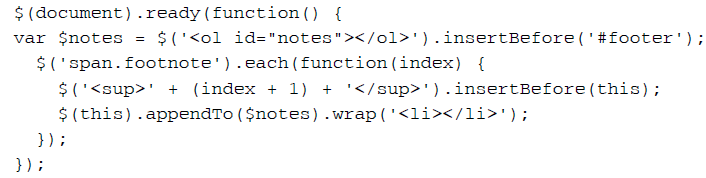 $(document).ready(function() {
var $notes = $('<ol id="notes"></ol>').insertBefore('#footer');
  $('span.footnote').each(function(index) {
    $('<sup>' + (index + 1) + '</sup>').insertBefore(this);
    $(this).appendTo($notes).wrap('<li></li>');
  });
});